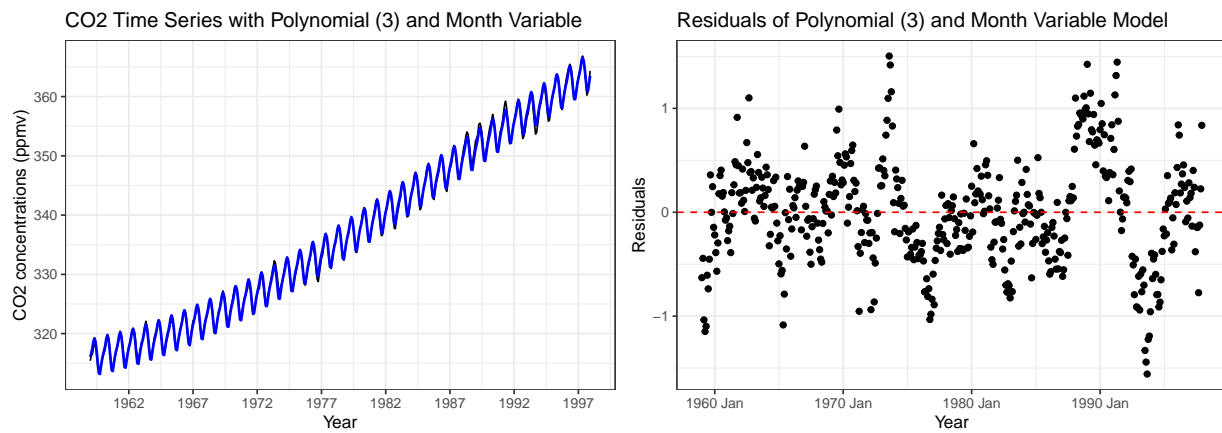 CO2 Time Series with Polynomial (3) and Month Variable
CO2 concentrations (ppmv)
360
350
340
330
320
1962 1967 1972 1977 1982 1987 1992 1997
Year
Residuals of Polynomial (3) and Month Variable Model
Residuals
1
0
−1
1960 Jan 1970 Jan 1980 Jan 1990 Jan
Year